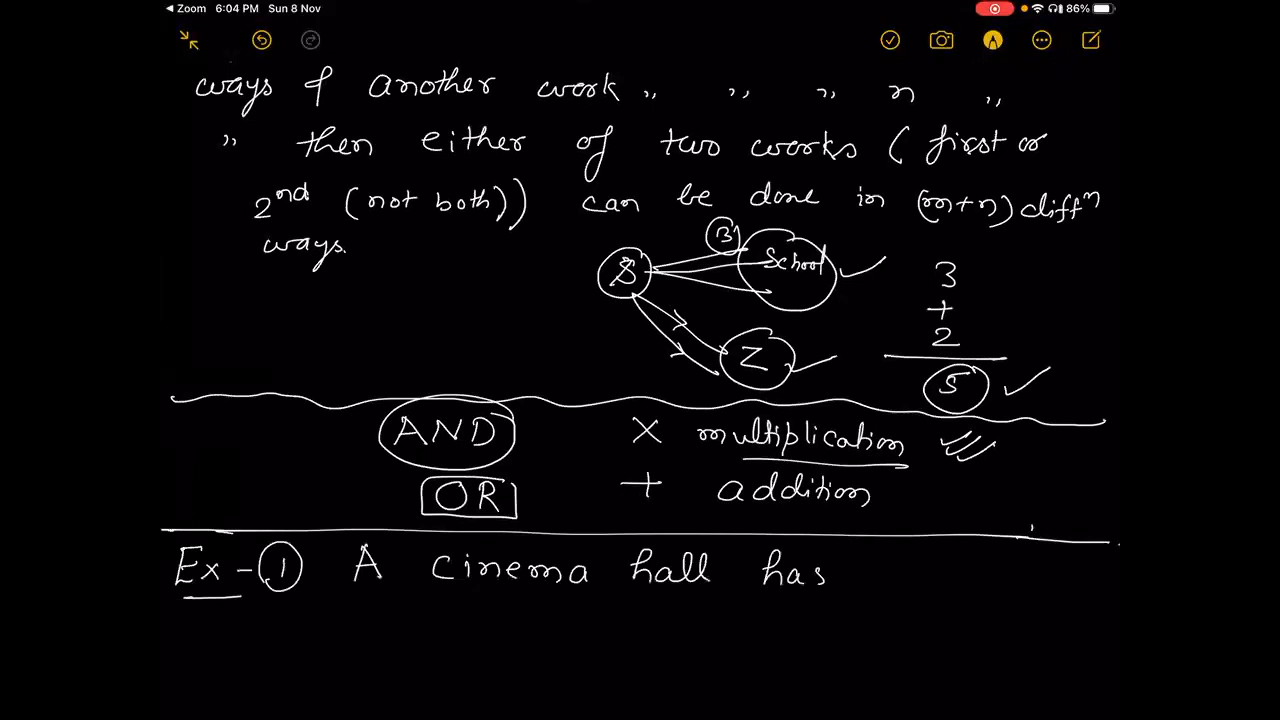 Zoom 6:04 PM Sun 8 Nov 86%
ways & another work ,, ,, ,, n ,,
,, then either of two works ( first or
2nd (not both)) can be done in (m+n) diffn
ways.
3 School
3
+
2
Z
5
AND × multiplication
OR + addition
Ex - 1 A cinema hall has